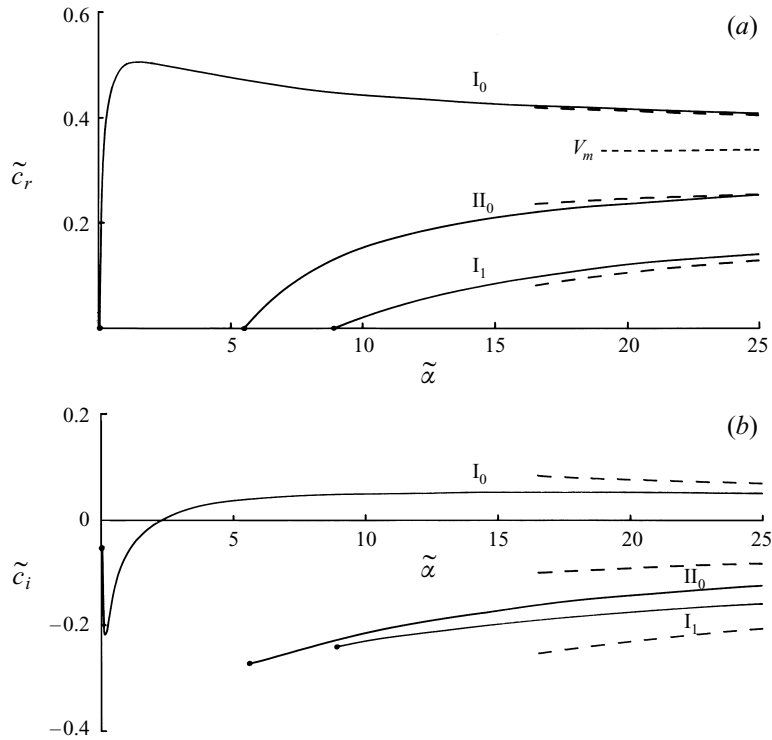 0.6
(a)
I₀
0.4
Vₘ
c̃ᵣ
II₀
0.2
I₁
5 10 15 20 25
α̃
0.2
(b)
I₀
0
5 10 15 20 25
α̃
c̃ᵢ
II₀
–0.2
I₁
–0.4